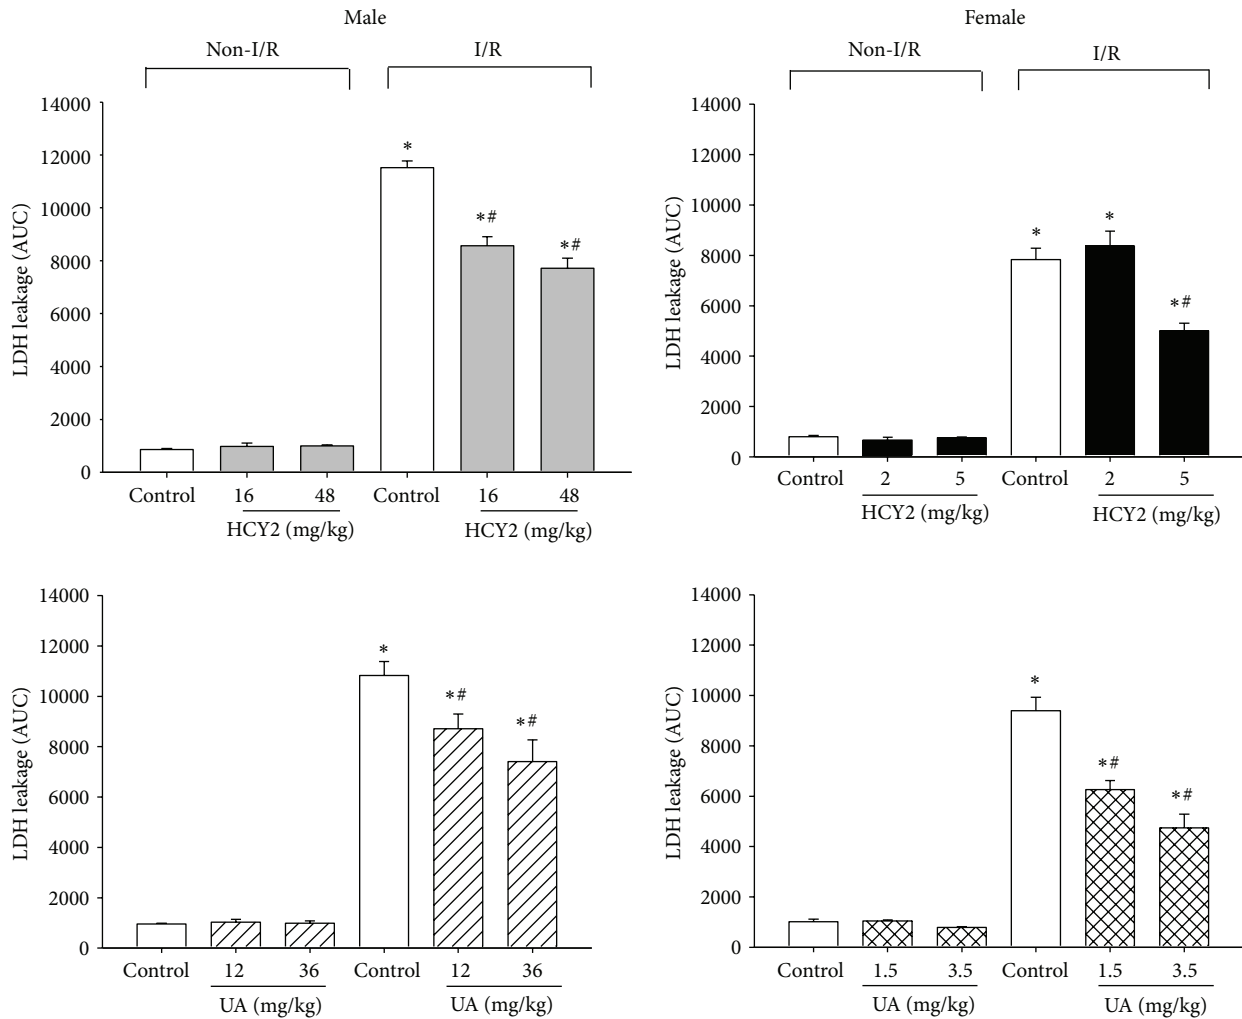 Male
Non-I/R I/R
14000
12000
10000
8000
6000
4000
2000
0
LDH leakage (AUC)
* *# *#
Control 16 48 Control 16 48
HCY2 (mg/kg) HCY2 (mg/kg)
Female
Non-I/R I/R
14000
12000
10000
8000
6000
4000
2000
0
LDH leakage (AUC)
* * *#
Control 2 5 Control 2 5
HCY2 (mg/kg) HCY2 (mg/kg)
14000
12000
10000
8000
6000
4000
2000
0
LDH leakage (AUC)
* *# *#
Control 12 36 Control 12 36
UA (mg/kg) UA (mg/kg)
14000
12000
10000
8000
6000
4000
2000
0
LDH leakage (AUC)
* *# *#
Control 1.5 3.5 Control 1.5 3.5
UA (mg/kg) UA (mg/kg)